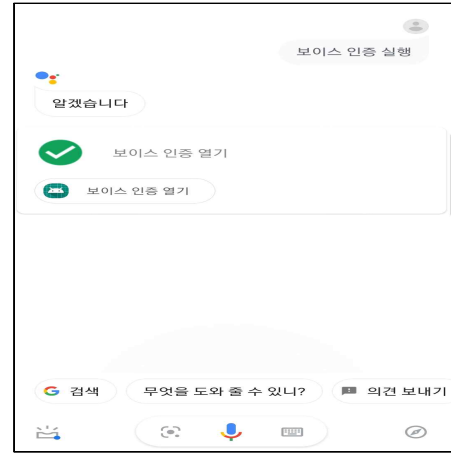 보이스 인증 실행
알겠습니다
보이스 인증 열기
보이스 인증 열기
검색 무엇을 도와 줄 수 있니? 의견 보내기